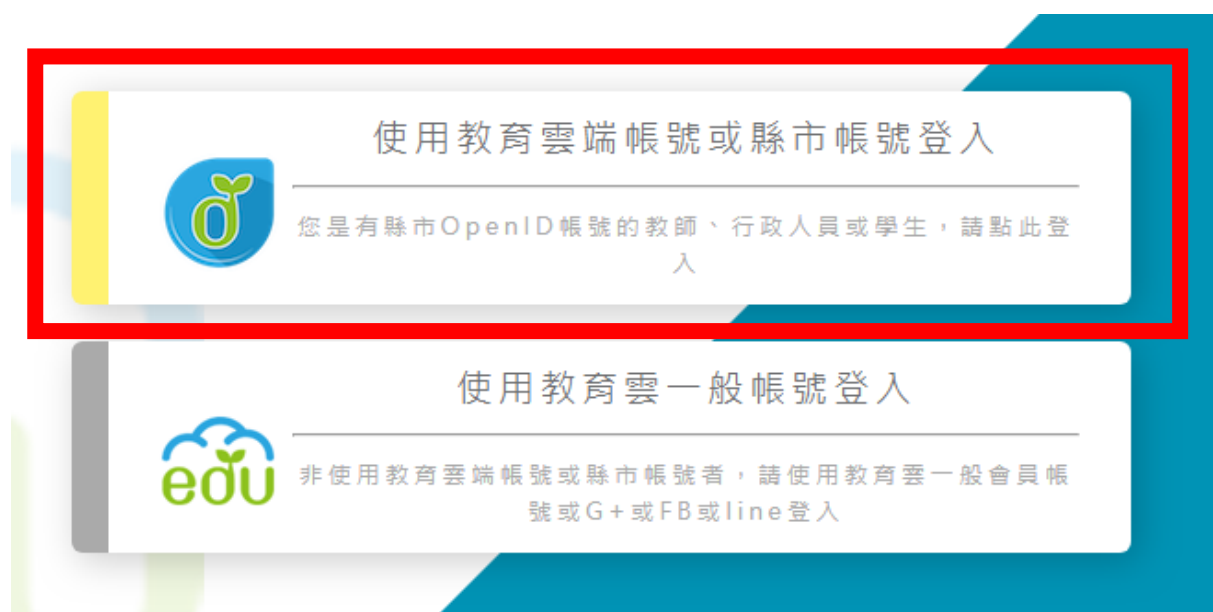 使用教育雲端帳號或縣市帳號登入
您是有縣市OpenID帳號的教師、行政人員或學生，請點此登
入
使用教育雲一般帳號登入
edu
非使用教育雲端帳號或縣市帳號者，請使用教育雲一般會員帳
號或G+或FB或line登入